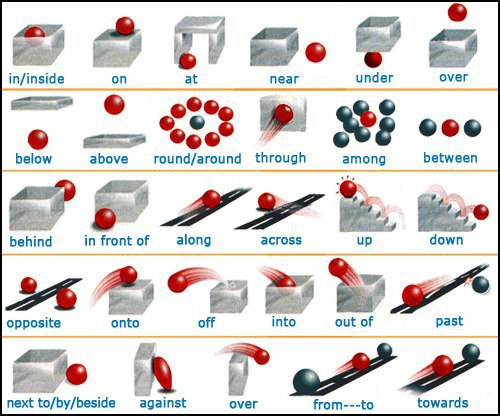 in/inside on at near under over
below above round/around through among between
behind in front of along across up down
opposite onto off into out of past
next to/by/beside against over from---to towards